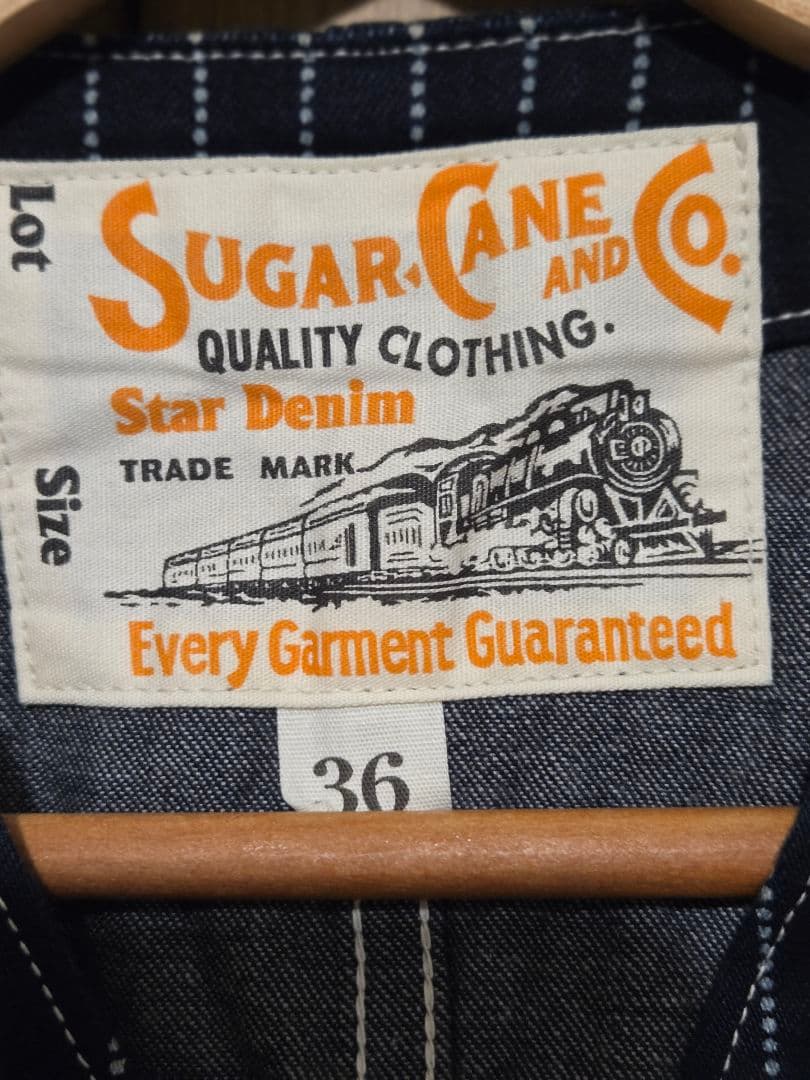 Lot
SUGAR CANE AND CO.
QUALITY CLOTHING.
Star Denim
TRADE MARK
Size
Every Garment Guaranteed
36